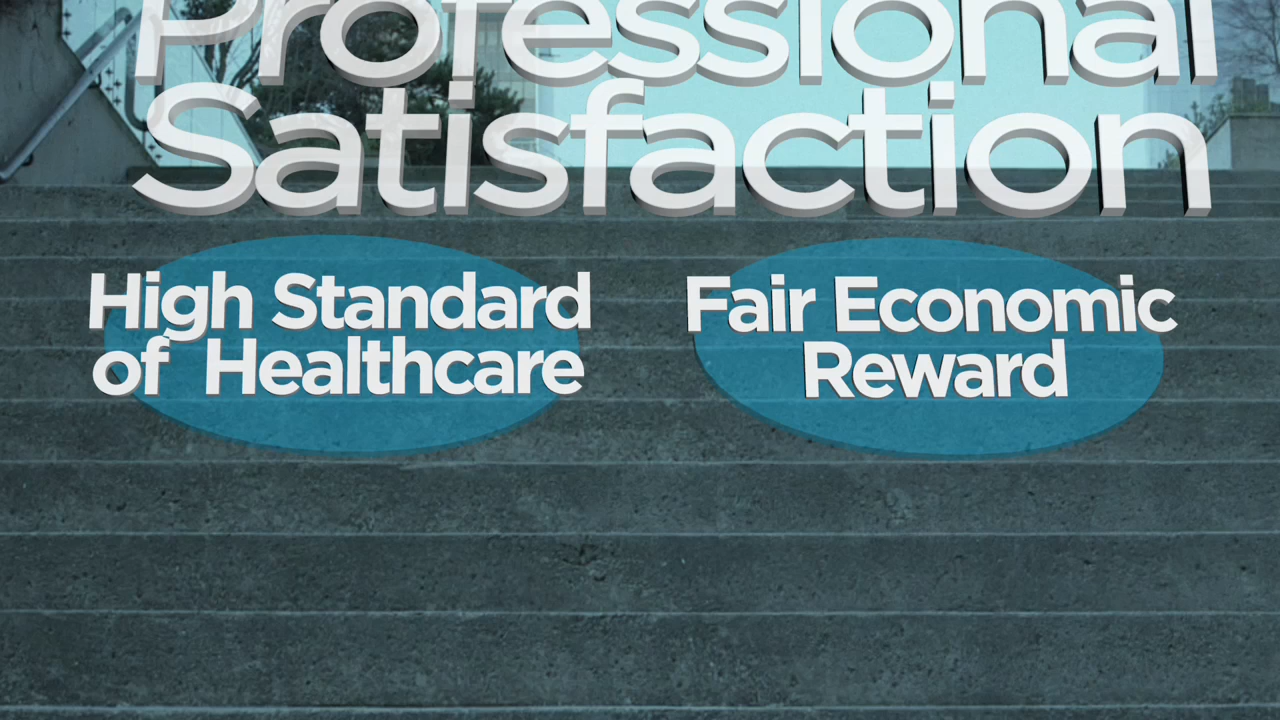 Professional
Satisfaction
High Standard
of Healthcare
Fair Economic
Reward